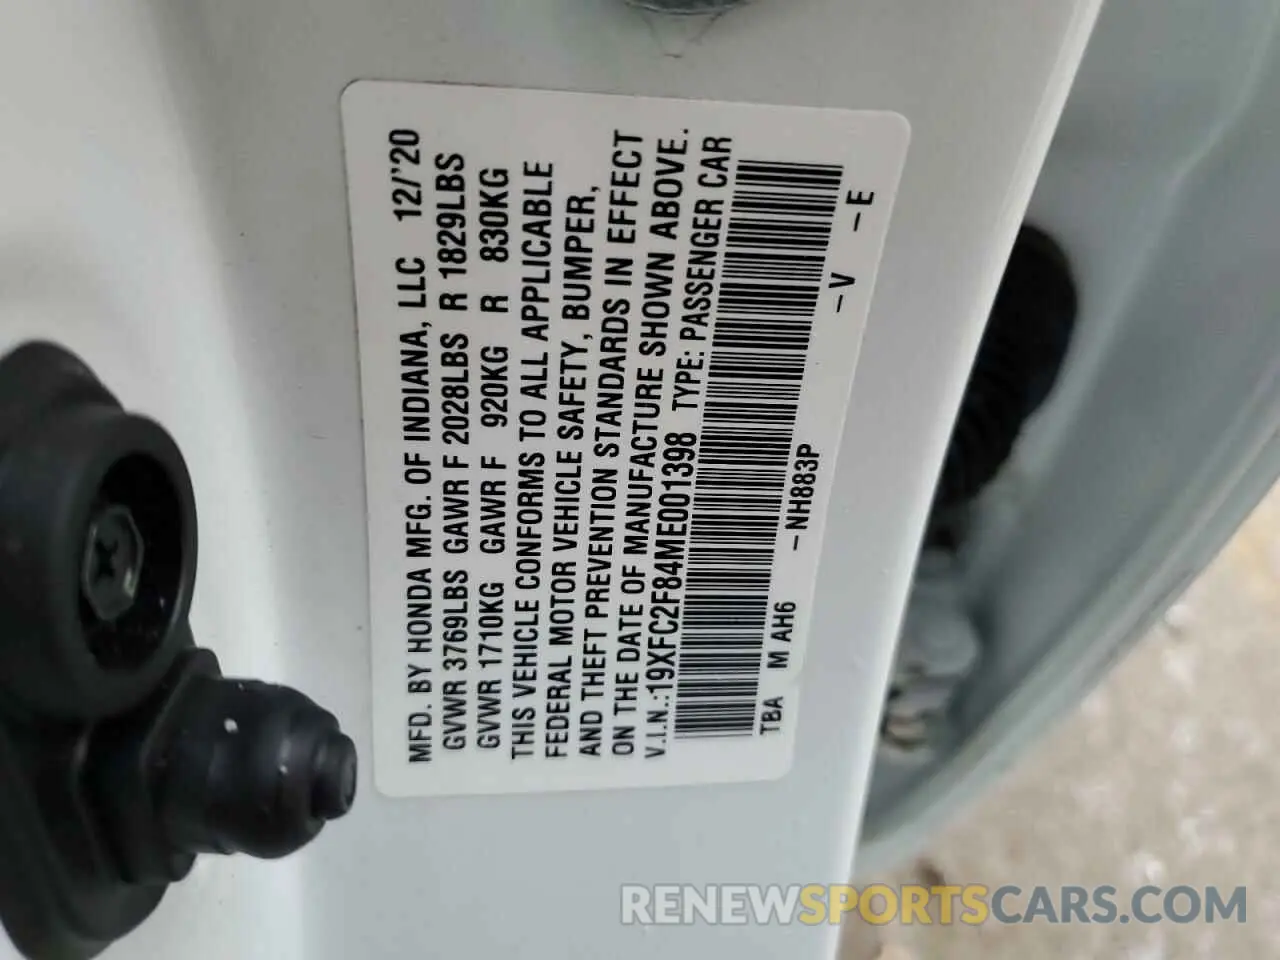 MFD. BY HONDA MFG. OF INDIANA, LLC 12/'20
GVWR 3769LBS GAWR F 2028LBS R 1829LBS
GVWR 1710KG GAWR F 920KG R 830KG
THIS VEHICLE CONFORMS TO ALL APPLICABLE
FEDERAL MOTOR VEHICLE SAFETY, BUMPER,
AND THEFT PREVENTION STANDARDS IN EFFECT
ON THE DATE OF MANUFACTURE SHOWN ABOVE.
V.I.N.:19XFC2F84ME001398 TYPE: PASSENGER CAR
TBA M AH6 -NH883P -V -E
RENEWSPORTSCARS.COM